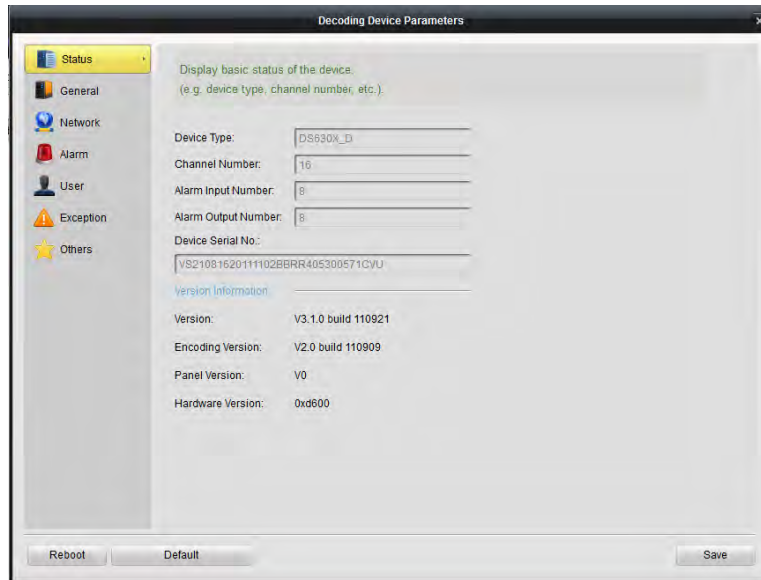 Decoding Device Parameters
Status
General
Network
Alarm
User
Exception
Others
Display basic status of the device.
(e.g. device type, channel number, etc.)
Device Type: DS630X_D
Channel Number: 16
Alarm Input Number: 8
Alarm Output Number: 8
Device Serial No.:
VS21081620111102BBRR405300571CVU
Version Information
Version: V3.1.0 build 110921
Encoding Version: V2.0 build 110909
Panel Version: V0
Hardware Version: 0xd600
Reboot Default Save